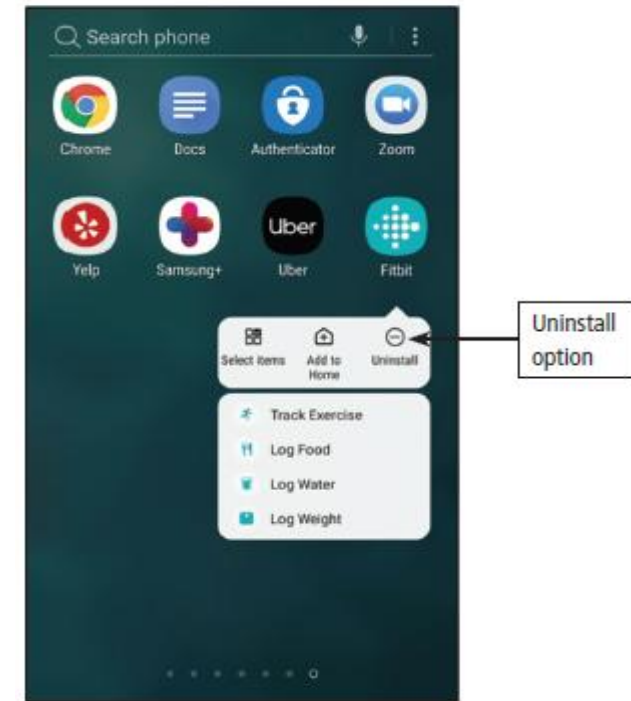 Search phone
Chrome Docs Authenticator Zoom
Uber
Yelp Samsung+ Uber Fitbit
Select items Add to Home Uninstall
Track Exercise
Log Food
Log Water
Log Weight
Uninstall
option